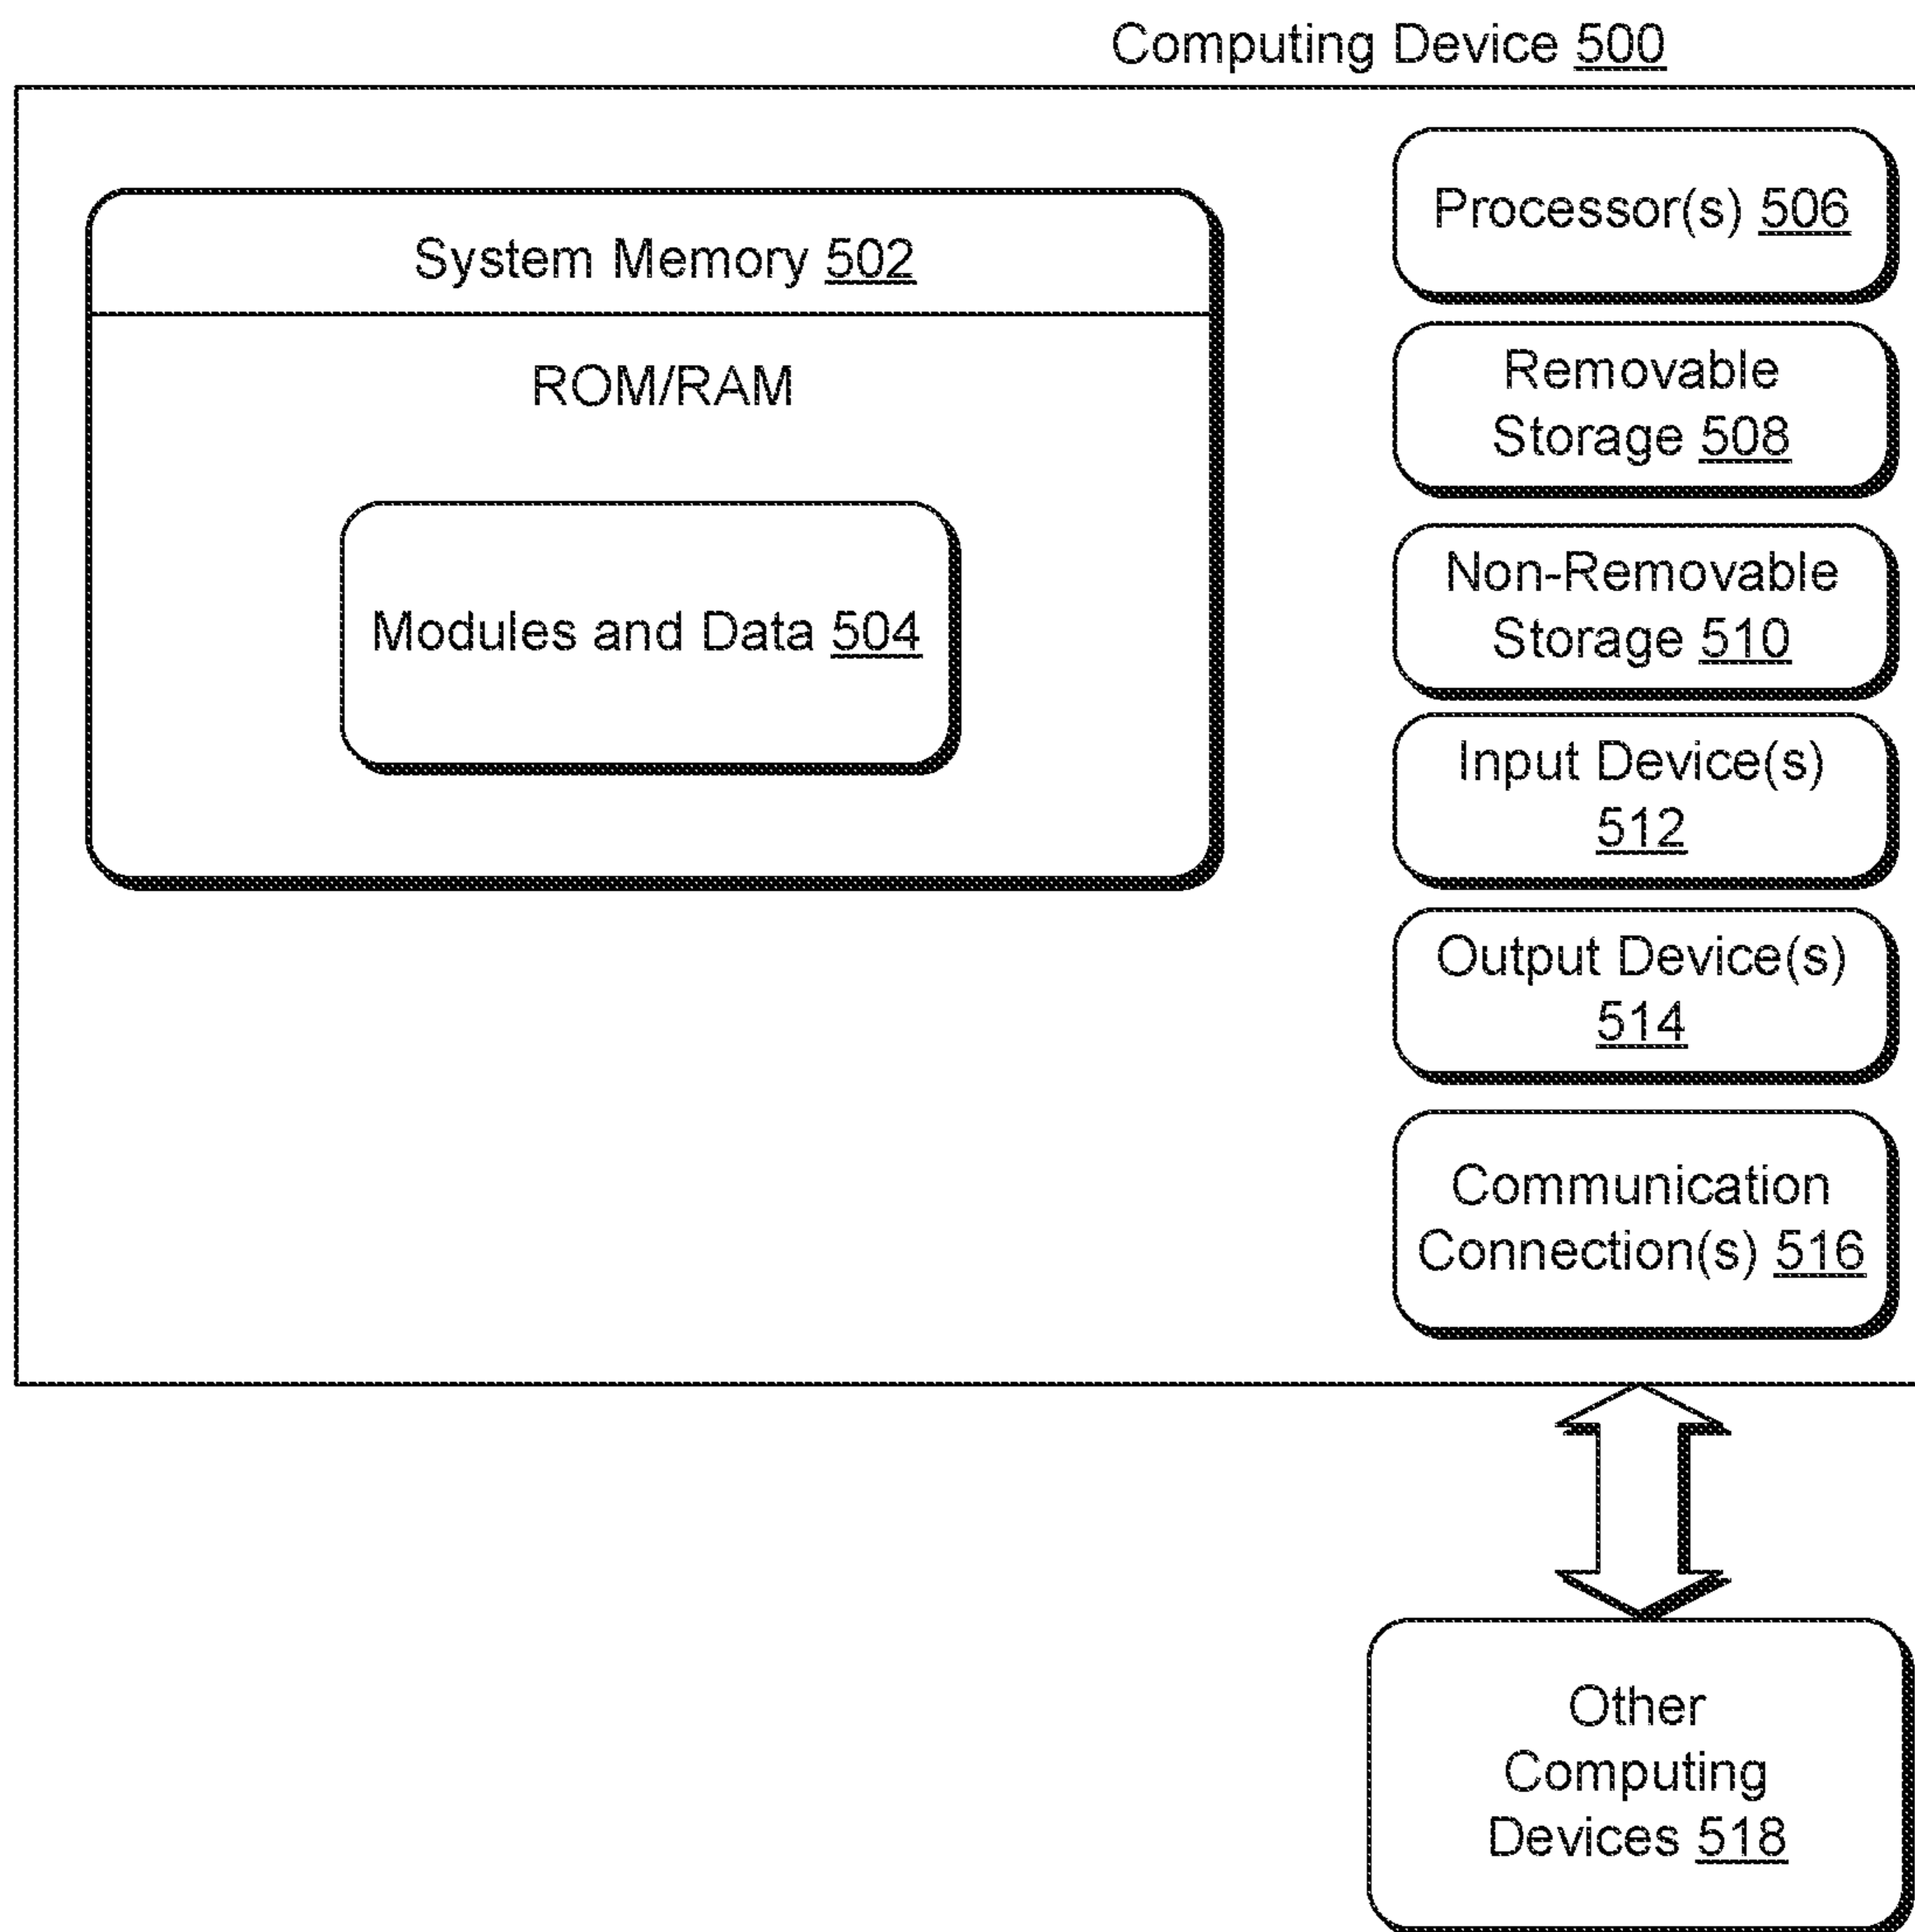 Computing Device 500
System Memory 502
ROM/RAM
Modules and Data 504
Processor(s) 506
Removable
Storage 508
Non-Removable
Storage 510
Input Device(s)
512
Output Device(s)
514
Communication
Connection(s) 516
Other
Computing
Devices 518